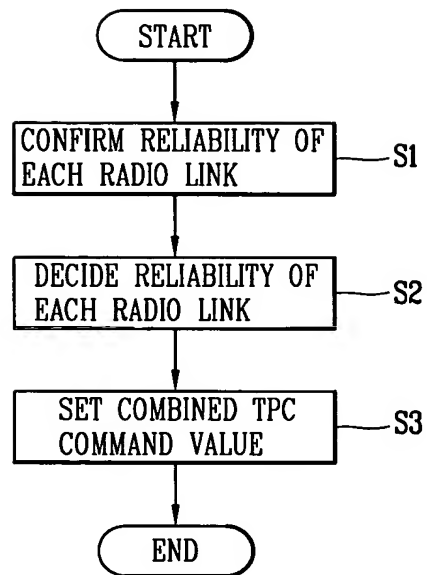 START
CONFIRM RELIABILITY OF
EACH RADIO LINK
S1
DECIDE RELIABILITY OF
EACH RADIO LINK
S2
SET COMBINED TPC
COMMAND VALUE
S3
END